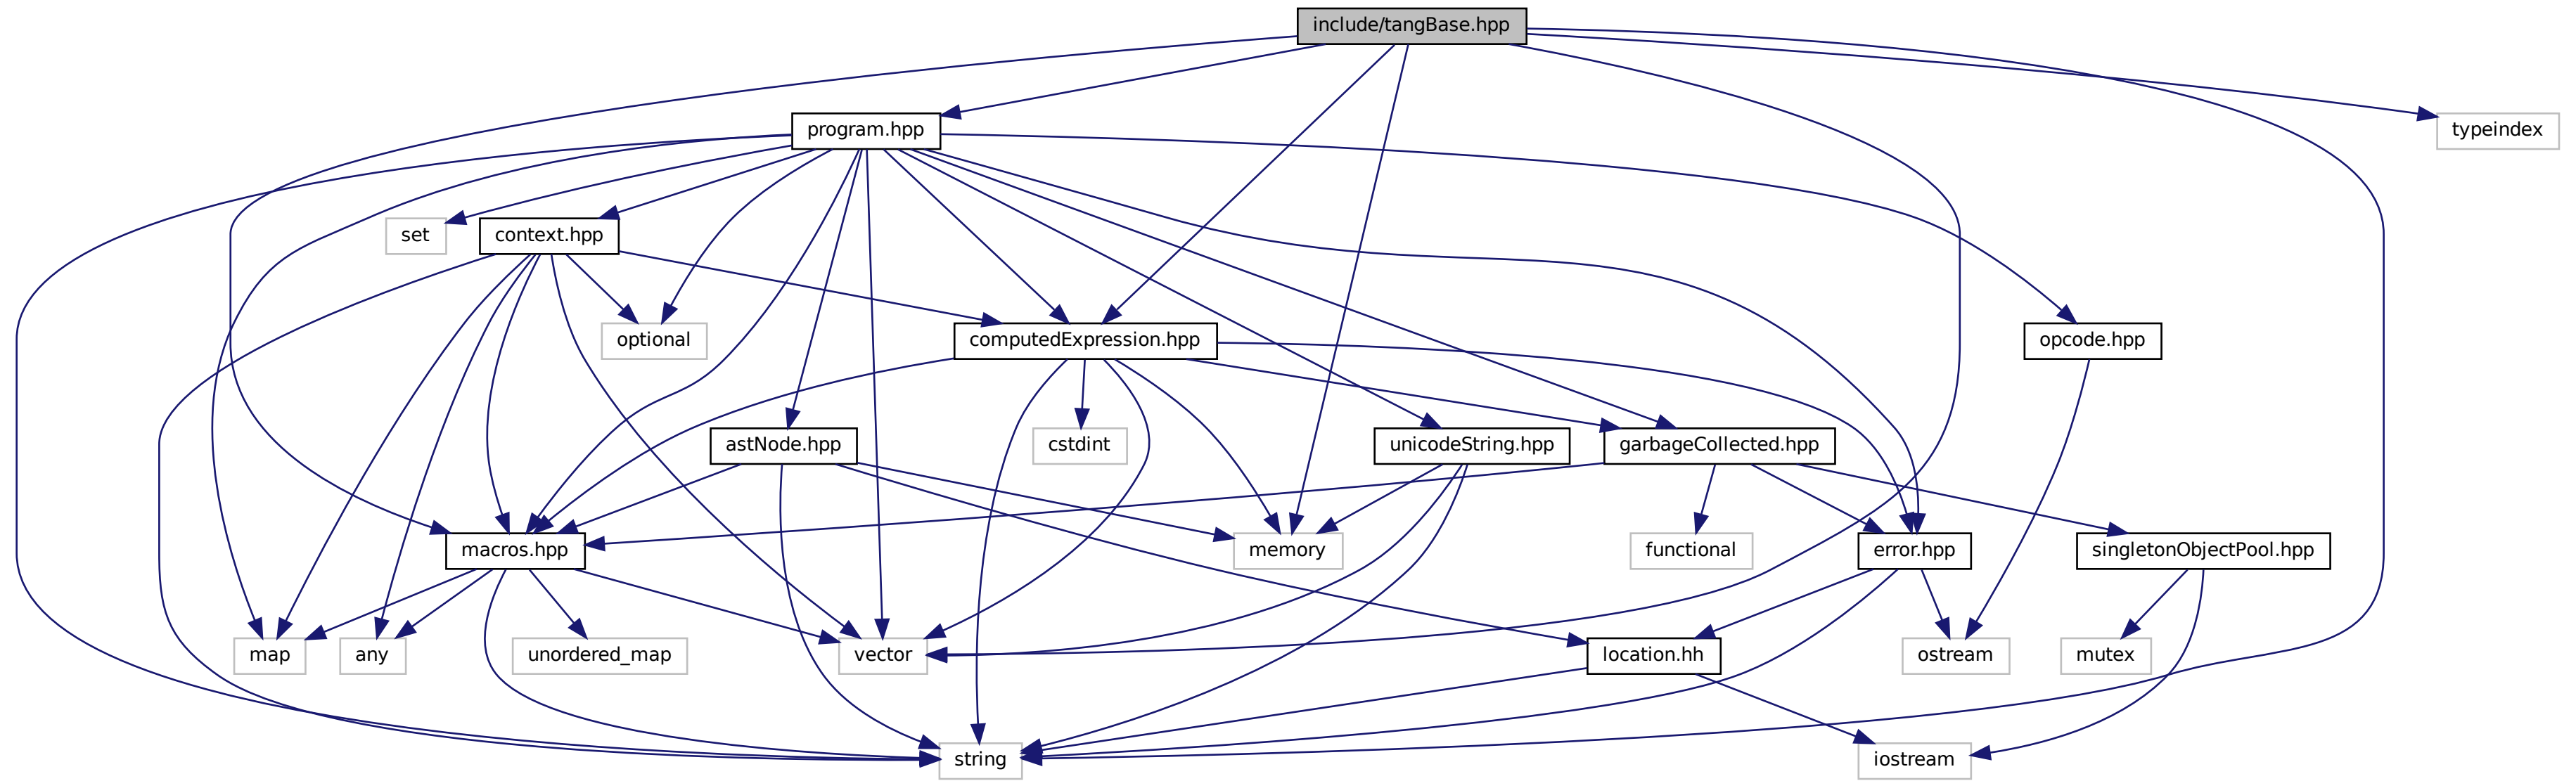 include/tangBase.hpp
program.hpp
typeindex
set
context.hpp
optional
computedExpression.hpp
opcode.hpp
astNode.hpp
cstdint
unicodeString.hpp
garbageCollected.hpp
macros.hpp
memory
functional
error.hpp
singletonObjectPool.hpp
map
any
unordered_map
vector
location.hh
ostream
mutex
string
iostream